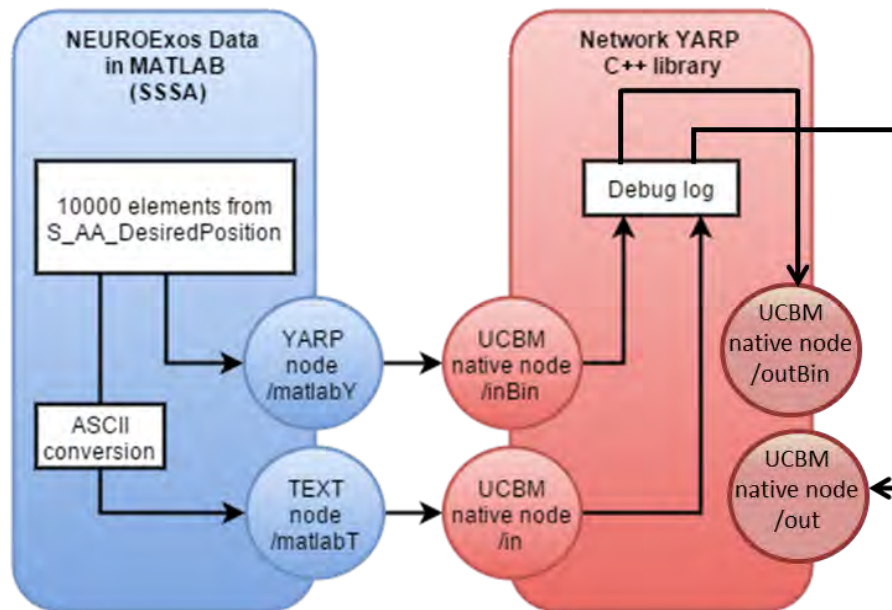 NEUROExos Data
in MATLAB
(SSSA)
10000 elements from
S_AA_DesiredPosition
ASCII
conversion
YARP
node
/matlabY
TEXT
node
/matlabT
Network YARP
C++ library
Debug log
UCBM
native node
/inBin
UCBM
native node
/in
UCBM
native node
/outBin
UCBM
native node
/out